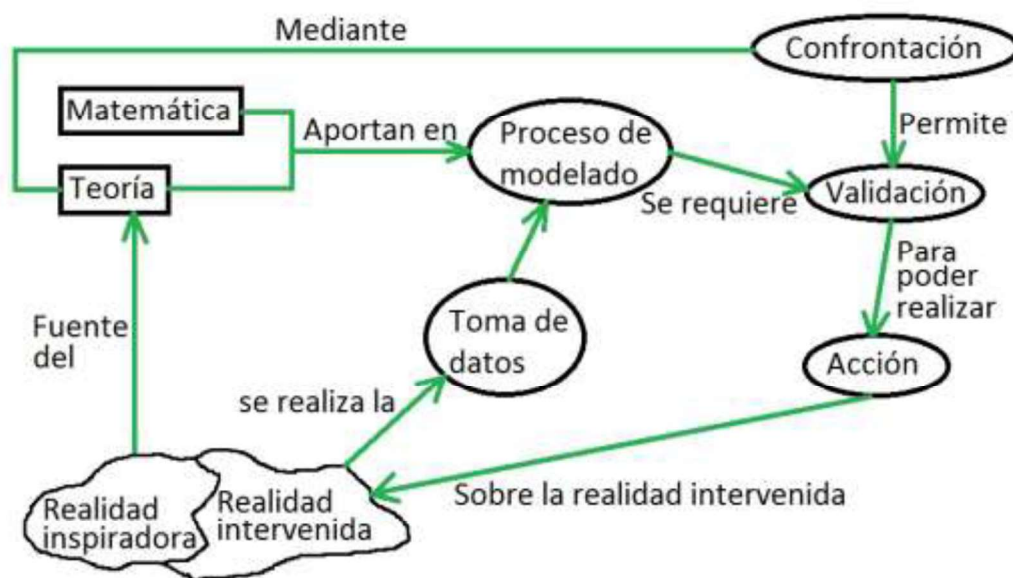 Mediante
Confrontación
Matemática
Aportan en
Proceso de
modelado
Permite
Teoría
Se requiere
Validación
Para
poder
realizar
Fuente
del
Toma de
datos
Acción
se realiza la
Realidad
inspiradora
Realidad
intervenida
Sobre la realidad intervenida